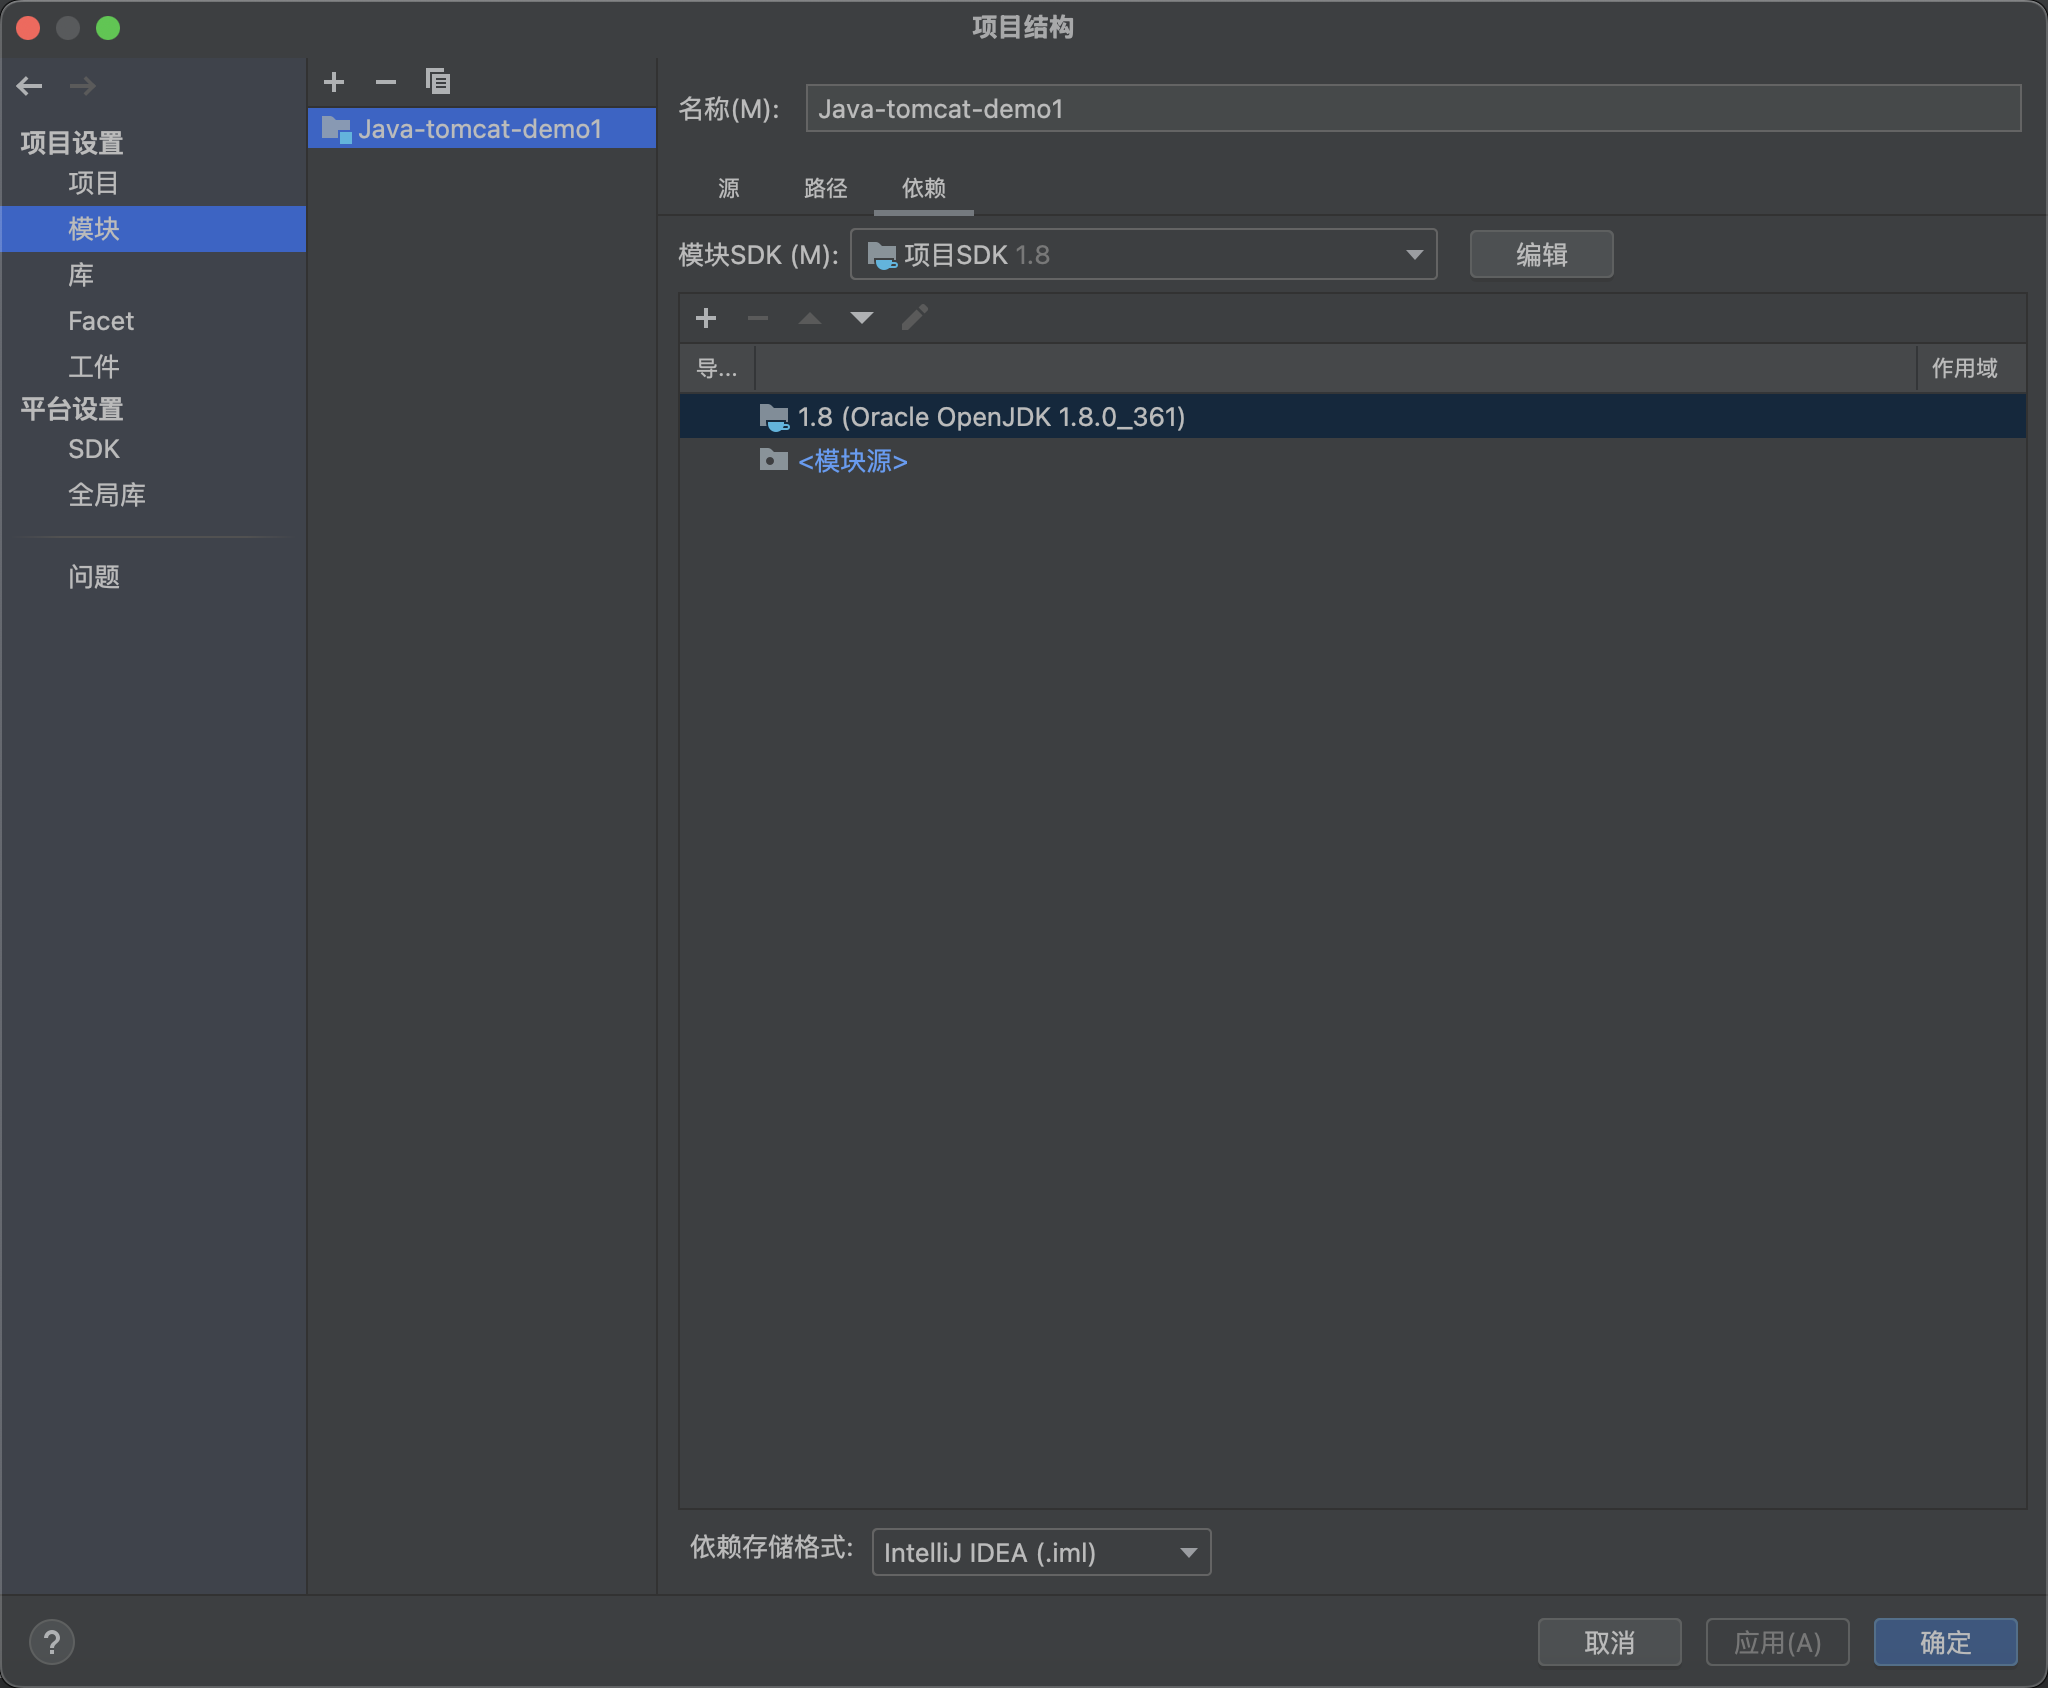 项目结构
项目设置
项目
模块
库
Facet
工件
平台设置
SDK
全局库
问题
Java-tomcat-demo1
名称(M):
Java-tomcat-demo1
源
路径
依赖
模块SDK (M):
项目SDK 1.8
编辑
导...
作用域
1.8 (Oracle OpenJDK 1.8.0_361)
<模块源>
依赖存储格式:
IntelliJ IDEA (.iml)
?
取消
应用(A)
确定